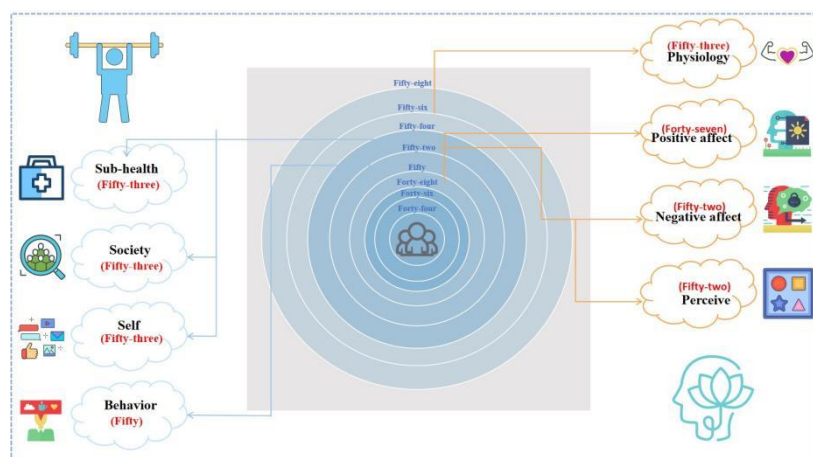 Fifty-eight
Fifty-six
Fifty-four
Fifty-two
Fifty
Forty-eight
Forty-six
Forty-four
Sub-health
(Fifty-three)
Society
(Fifty-three)
Self
(Fifty-three)
Behavior
(Fifty)
(Fifty-three)
Physiology
(Forty-seven)
Positive affect
(Fifty-two)
Negative affect
(Fifty-two)
Perceive